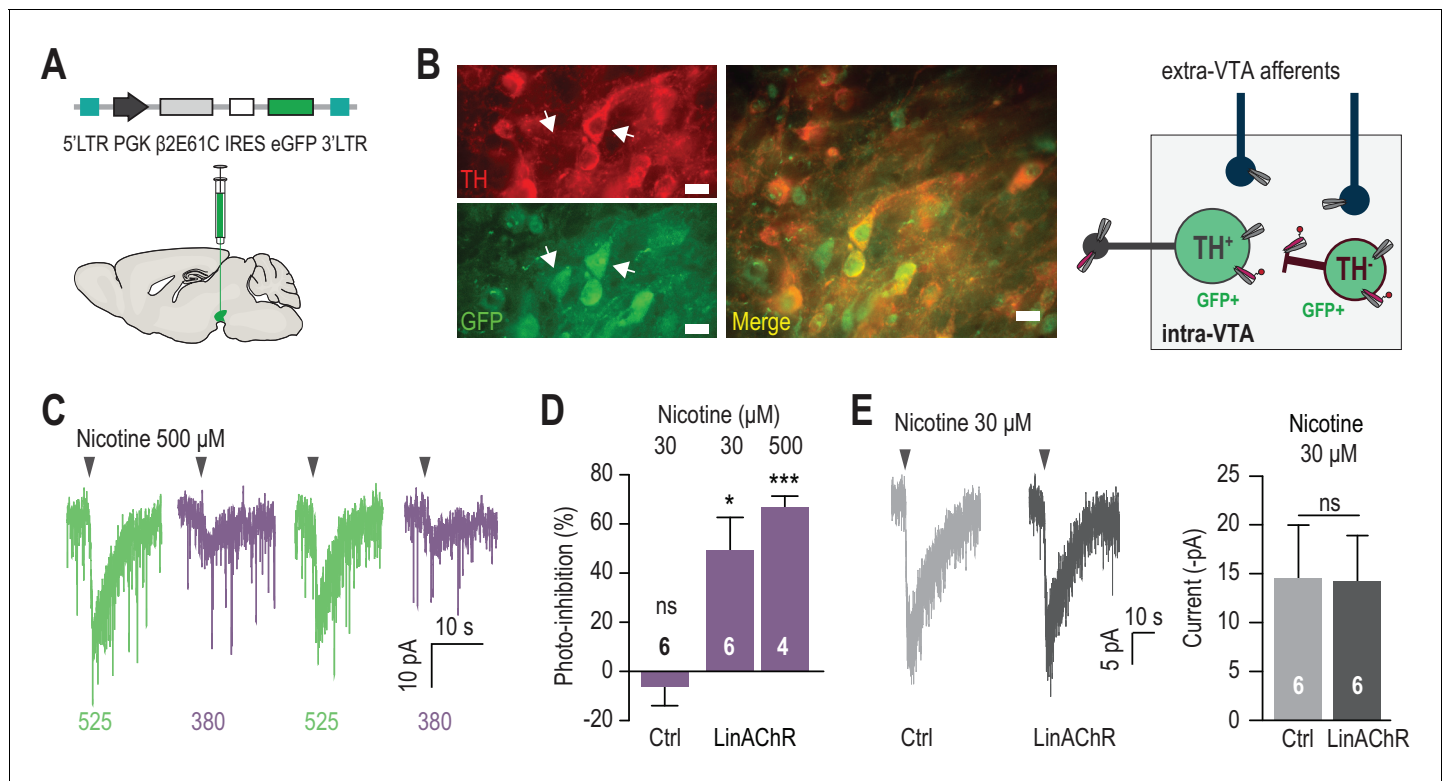 A
5'LTR PGK β2E61C IRES eGFP 3'LTR
B
TH
GFP
Merge
extra-VTA afferents
TH+
GFP+
TH-
GFP+
intra-VTA
C
Nicotine 500 µM
525
380
525
380
10 pA
10 s
D
Nicotine (µM)
30 30 500
Photo-inhibition (%)
80
60
40
20
0
-20
ns
*
***
6
6
4
Ctrl
LinAChR
E
Nicotine 30 µM
Ctrl
LinAChR
5 pA
10 s
Nicotine
30 µM
Current (-pA)
25
20
15
10
5
0
ns
6
6
Ctrl LinAChR